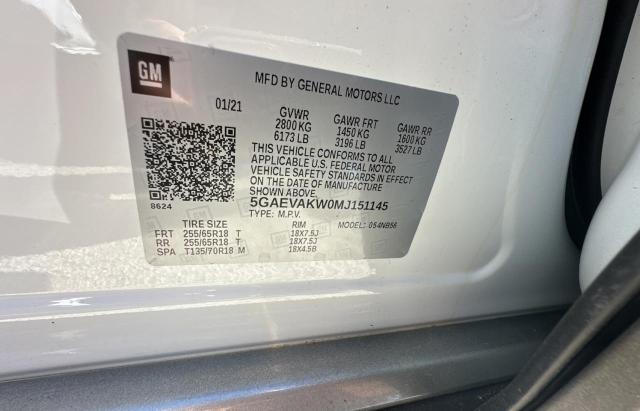 GM
MFD BY GENERAL MOTORS LLC
01/21 GVWR GAWR FRT GAWR RR
2800 KG 1450 KG 1600 KG
6173 LB 3196 LB 3527 LB
THIS VEHICLE CONFORMS TO ALL
APPLICABLE U.S. FEDERAL MOTOR
VEHICLE SAFETY STANDARDS IN EFFECT
ON THE DATE OF MANUFACTURE SHOWN ABOVE.
5GAEVAKW0MJ151145
8624
TYPE: M.P.V. MODEL: 054NB56
TIRE SIZE RIM
FRT 255/65R18 T 18X7.5J
RR 255/65R18 T 18X7.5J
SPA T135/70R18 M 18X4.5B